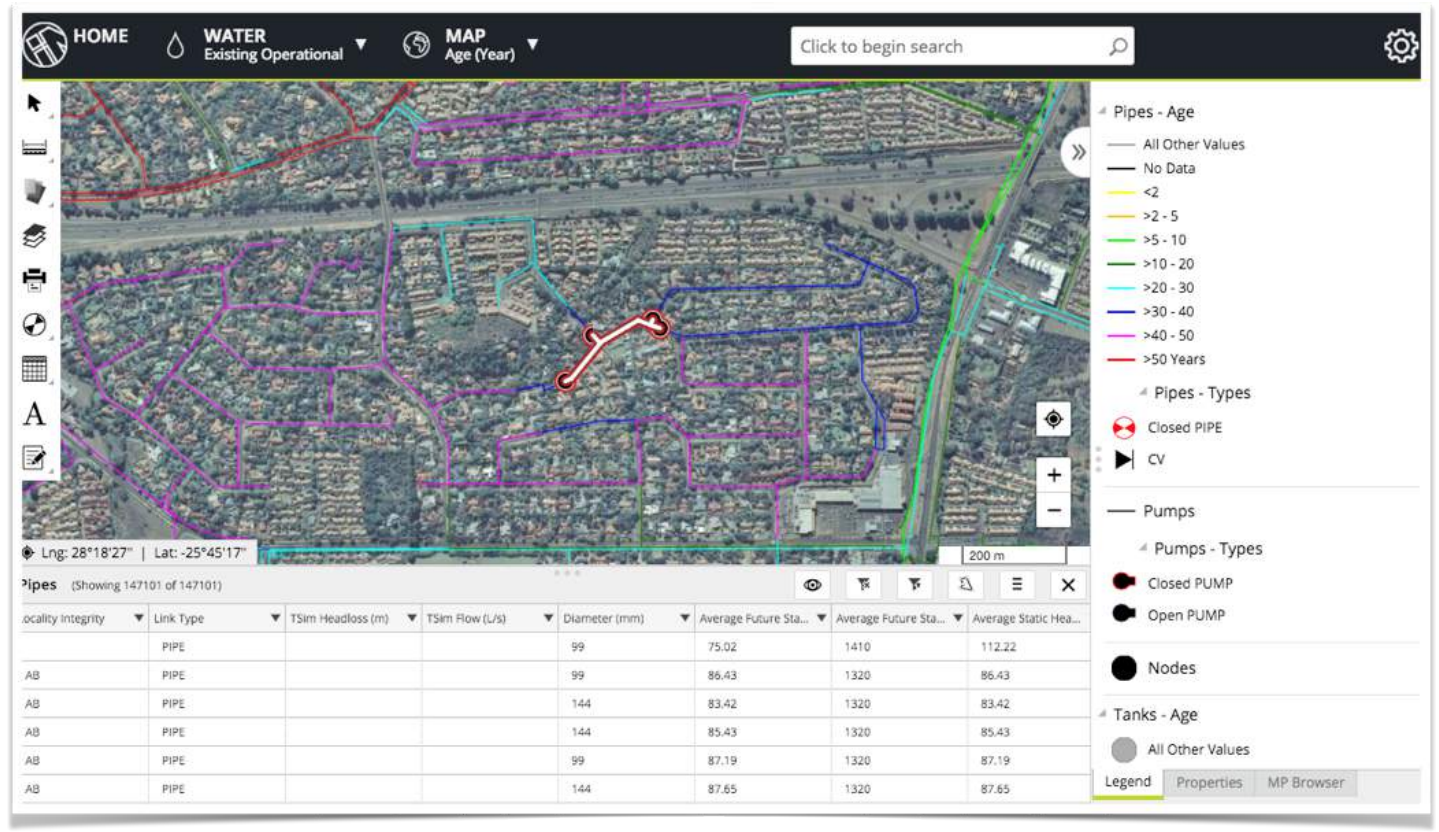 HOME
WATER
Existing Operational
MAP
Age (Year)
Click to begin search
Pipes - Age
All Other Values
No Data
<2
>2 - 5
>5 - 10
>10 - 20
>20 - 30
>30 - 40
>40 - 50
>50 Years
Pipes - Types
Closed PIPE
CV
Pumps
Pumps - Types
Closed PUMP
Open PUMP
Nodes
Tanks - Age
All Other Values
Legend Properties MP Browser
A
+
−
Lng: 28°18'27" | Lat: -25°45'17"
200 m
Pipes (Showing 147101 of 147101)
ocality Integrity Link Type TSim Headloss (m) TSim Flow (L/s) Diameter (mm) Average Future Sta... Average Future Sta... Average Static Hea...
PIPE 99 75.02 1410 112.22
AB PIPE 99 86.43 1320 86.43
AB PIPE 144 83.42 1320 83.42
AB PIPE 144 85.43 1320 85.43
AB PIPE 99 87.19 1320 87.19
AB PIPE 144 87.65 1320 87.65